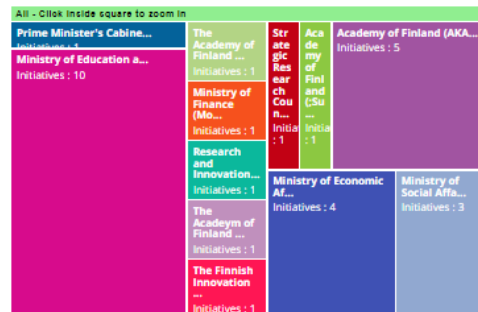 All - Click inside square to zoom in
Prime Minister's Cabine...
Initiatives : 1
Ministry of Education a...
Initiatives : 10
The
Academy of
Finland ...
Initiatives : 1
Ministry of
Finance
(Mo...
Initiatives : 1
Research
and
Innovation...
Initiatives : 1
The
Acadeym of
Finland ...
Initiatives : 1
The Finnish
Innovation
...
Initiatives : 1
Str
ate
gic
Res
ear
ch
Cou
n...
Initia
: 1
Aca
de
my
of
Finl
and
(;Su
...
Initia
: 1
Academy of Finland (AKA...
Initiatives : 5
Ministry of Economic
Af...
Initiatives : 4
Ministry of
Social Affa...
Initiatives : 3